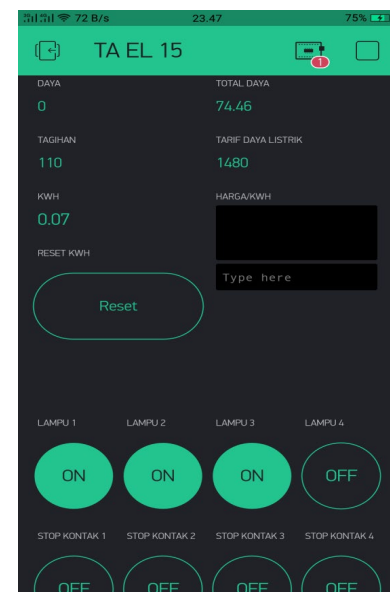 72 B/s 23.47 75%
TA EL 15
1
DAYA TOTAL DAYA
0 74.46
TAGIHAN TARIF DAYA LISTRIK
110 1480
KWH HARGA/KWH
0.07
RESET KWH
Type here
Reset
LAMPU 1 LAMPU 2 LAMPU 3 LAMPU 4
ON ON ON OFF
STOP KONTAK 1 STOP KONTAK 2 STOP KONTAK 3 STOP KONTAK 4
OFF OFF OFF OFF